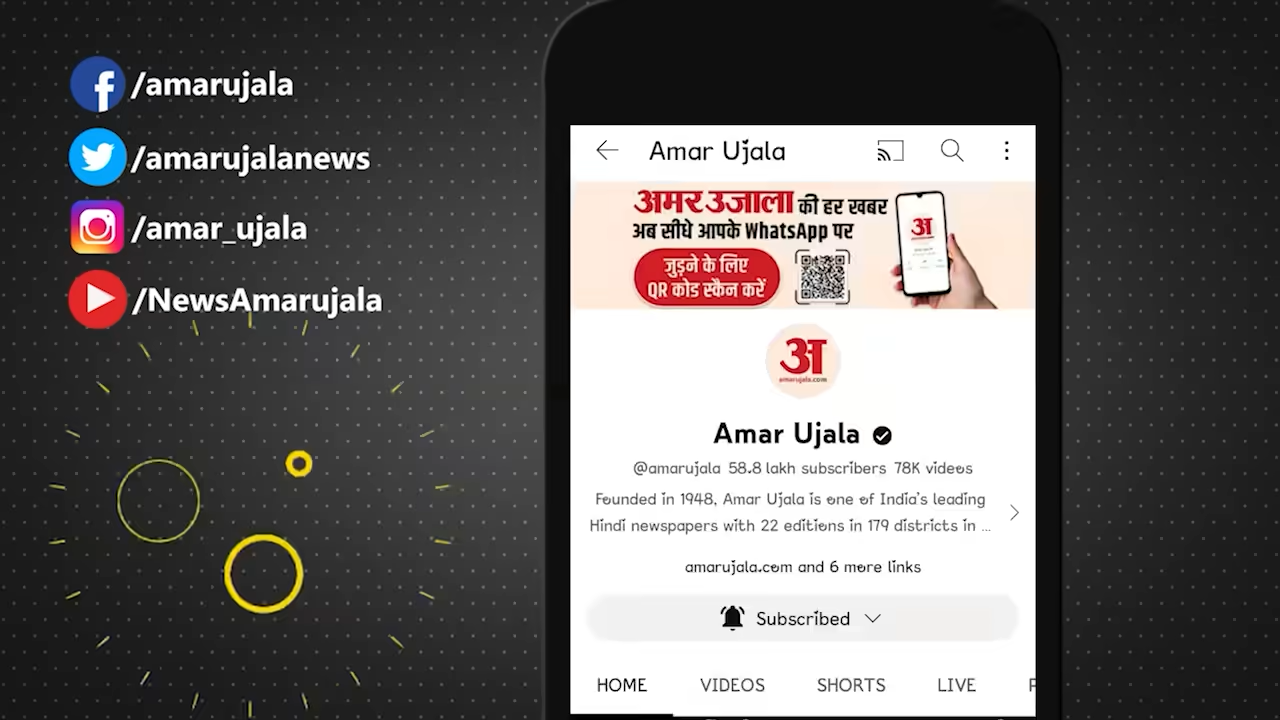 /amarujala
/amarujalanews
/amar_ujala
/NewsAmarujala
Amar Ujala
अमर उजाला की हर खबर
अब सीधे आपके WhatsApp पर
जुड़ने के लिए
QR कोड स्कैन करें
अ
अ
amarujala.com
Amar Ujala
@amarujala 58.8 lakh subscribers 78K videos
Founded in 1948, Amar Ujala is one of India's leading
Hindi newspapers with 22 editions in 179 districts in ...
amarujala.com and 6 more links
Subscribed
HOME VIDEOS SHORTS LIVE